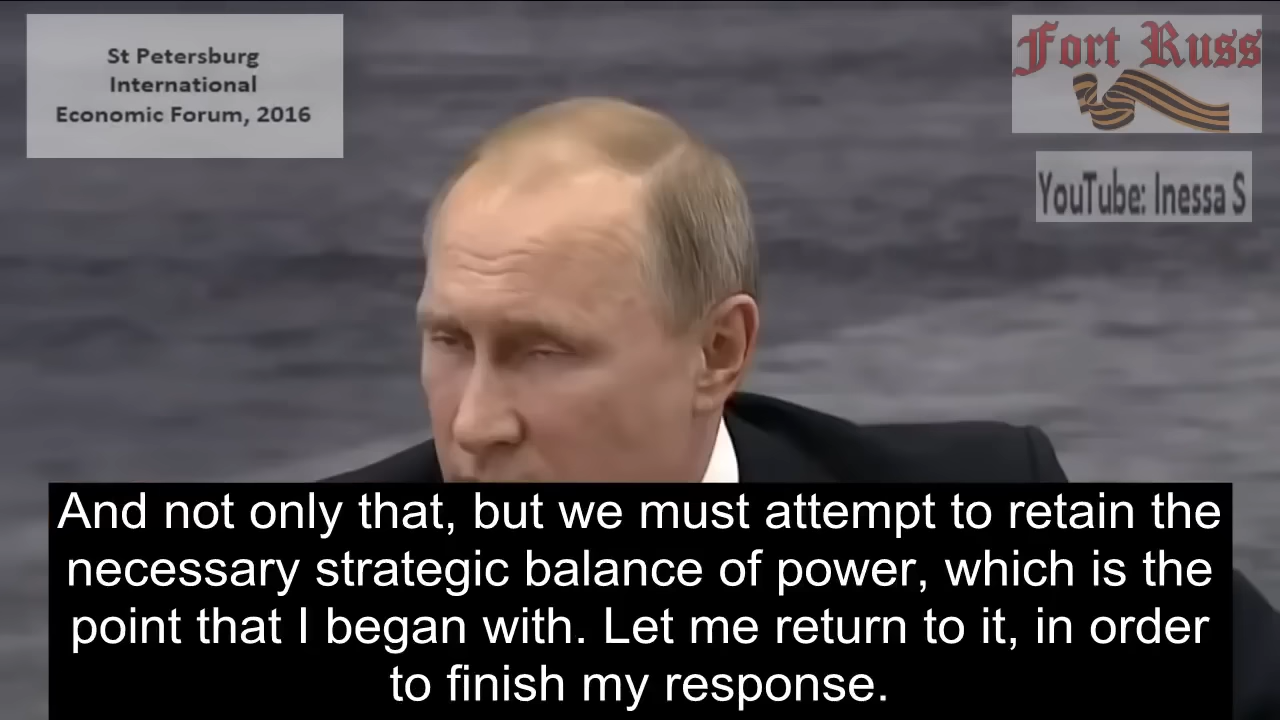 St Petersburg
International
Economic Forum, 2016
Fort Russ
YouTube: Inessa S
And not only that, but we must attempt to retain the
necessary strategic balance of power, which is the
point that I began with. Let me return to it, in order
to finish my response.